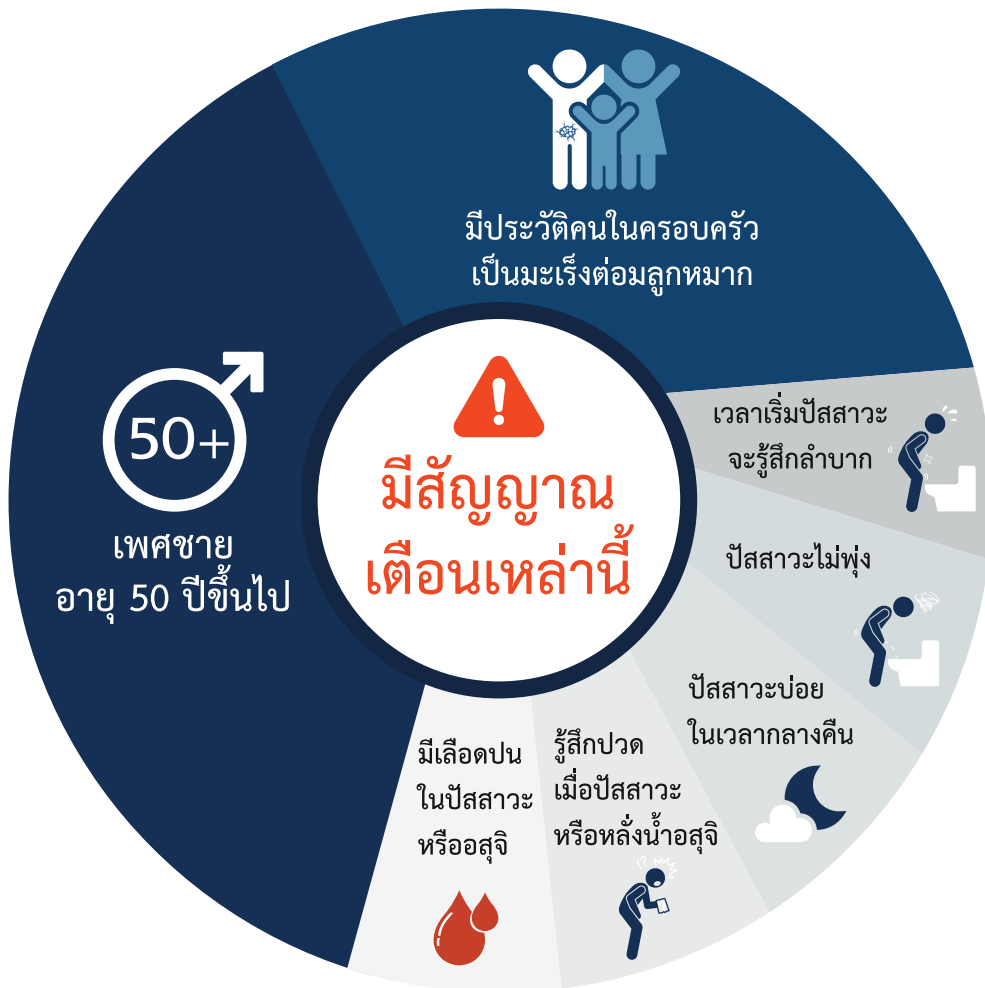 มีประวัติคนในครอบครัว
เป็นมะเร็งต่อมลูกหมาก
50+
เพศชาย
อายุ 50 ปีขึ้นไป
มีสัญญาณ
เตือนเหล่านี้
เวลาเริ่มปัสสาวะ
จะรู้สึกลำบาก
ปัสสาวะไม่พุ่ง
ปัสสาวะบ่อย
ในเวลากลางคืน
รู้สึกปวด
เมื่อปัสสาวะ
หรือหลั่งน้ำอสุจิ
!?
มีเลือดปน
ในปัสสาวะ
หรืออสุจิ